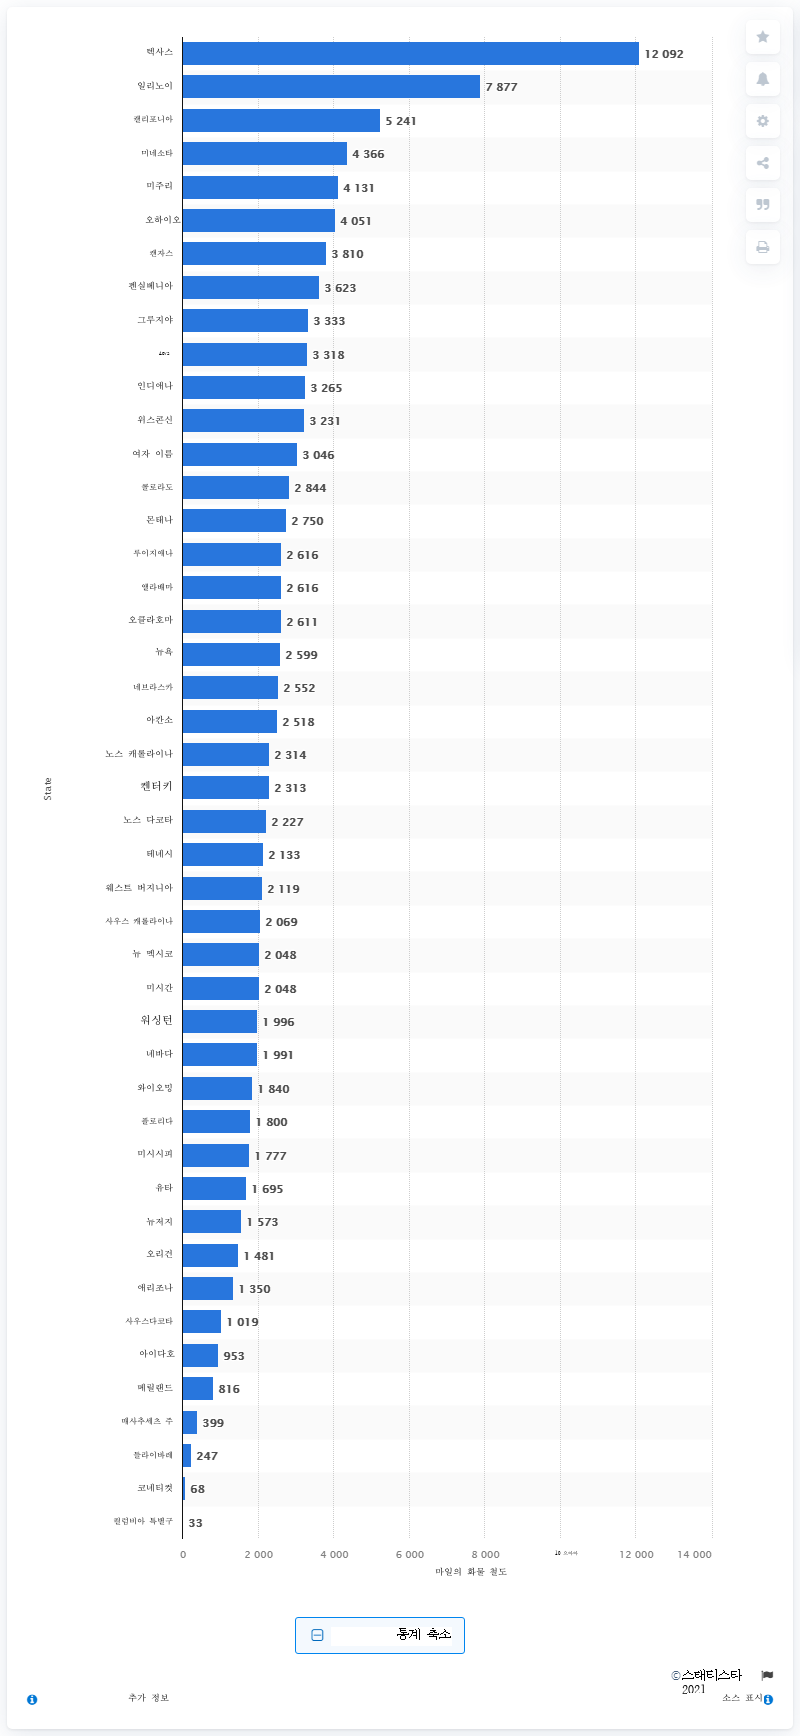 텍사스 12 092
일리노이 7 877
캘리포니아 5 241
미네소타 4 366
미주리 4 131
오하이오 4 051
캔자스 3 810
펜실베니아 3 623
그루지야 3 333
3 318
인디애나 3 265
위스콘신 3 231
여자 이름 3 046
콜로라도 2 844
몬태나 2 750
루이지애나 2 616
앨라배마 2 616
오클라호마 2 611
뉴욕 2 599
네브라스카 2 552
아칸소 2 518
노스 캐롤라이나 2 314
켄터키 2 313
노스 다코타 2 227
테네시 2 133
웨스트 버지니아 2 119
사우스 캐롤라이나 2 069
뉴 멕시코 2 048
미시간 2 048
워싱턴 1 996
네바다 1 991
와이오밍 1 840
플로리다 1 800
미시시피 1 777
유타 1 695
뉴저지 1 573
오리건 1 481
애리조나 1 350
사우스다코타 1 019
아이다호 953
메릴랜드 816
매사추세츠 주 399
델라이바레 247
코네티컷 68
컬럼비아 특별구 33
State
0 2 000 4 000 6 000 8 000 10 12 000 14 000
마일의 화물 철도
통계 축소
©스태티스타
2021
추가 정보 소스 표시